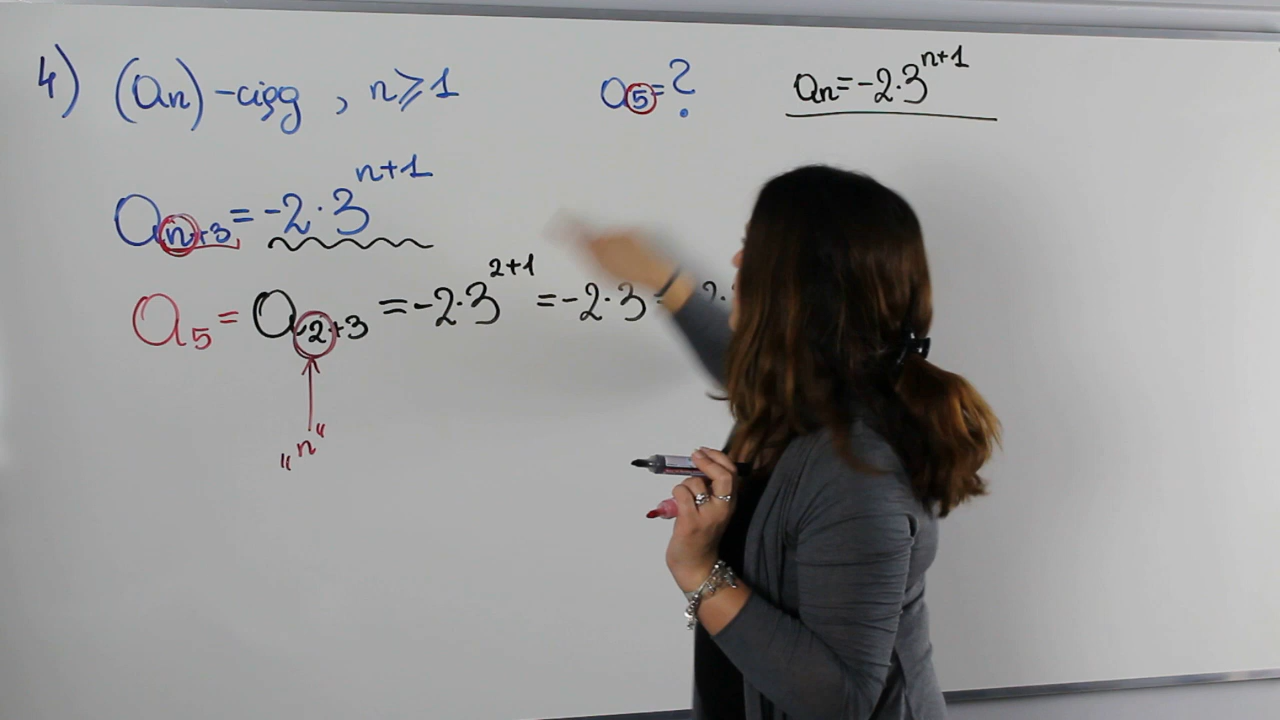 4) (an) - ciąg, n ⩾ 1 a5 = ? an = -2·3^{n+1}
an+3 = -2·3^{n+1}
a5 = a2+3 = -2·3^{2+1} = -2·3
„n“